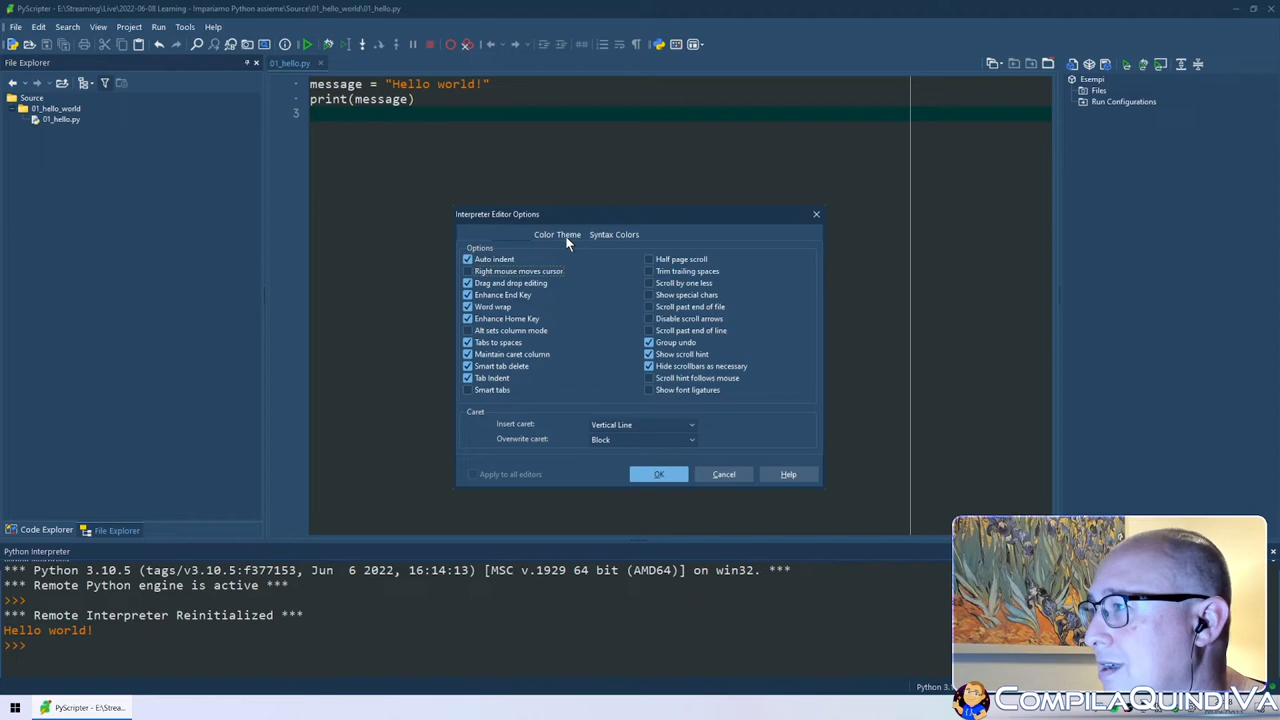 PyScripter - E:\Streaming\Live\2022-06-08 Learning - Impariamo Python assieme\Source\01_hello_world\01_hello.py
File Edit Search View Project Run Tools Help
File Explorer
01_hello.py
Source
01_hello_world
01_hello.py
message = "Hello world!"
print(message)
3
Esempi
Files
Run Configurations
Interpreter Editor Options
Color Theme Syntax Colors
Options
Auto indent
Right mouse moves cursor
Drag and drop editing
Enhance End Key
Word wrap
Enhance Home Key
Alt sets column mode
Tabs to spaces
Maintain caret column
Smart tab delete
Tab Indent
Smart tabs
Half page scroll
Trim trailing spaces
Scroll by one less
Show special chars
Scroll past end of file
Disable scroll arrows
Scroll past end of line
Group undo
Show scroll hint
Hide scrollbars as necessary
Scroll hint follows mouse
Show font ligatures
Caret
Insert caret: Vertical Line
Overwrite caret: Block
Apply to all editors
OK Cancel Help
Code Explorer File Explorer
Python Interpreter
*** Python 3.10.5 (tags/v3.10.5:f377153, Jun 6 2022, 16:14:13) [MSC v.1929 64 bit (AMD64)] on win32. ***
*** Remote Python engine is active ***
>>>
*** Remote Interpreter Reinitialized ***
Hello world!
>>>
PyScripter - E:\Strea...
CompilaQuindiVa